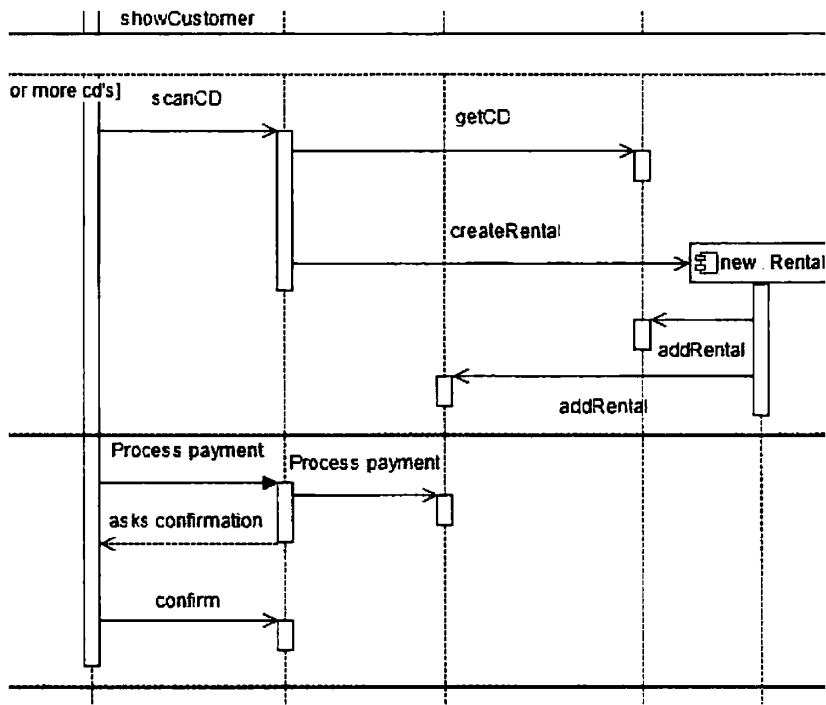 showCustomer
or more cd's]
scanCD
getCD
createRental
new . Rental
addRental
addRental
Process payment
Process payment
asks confirmation
confirm